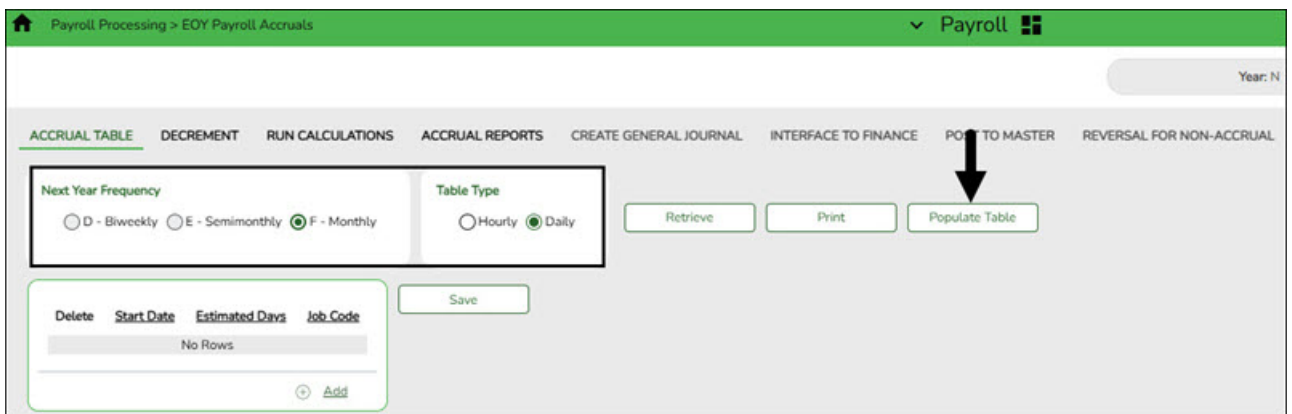 Payroll Processing > EOY Payroll Accruals Payroll
Year: N
ACCRUAL TABLE DECREMENT RUN CALCULATIONS ACCRUAL REPORTS CREATE GENERAL JOURNAL INTERFACE TO FINANCE POST TO MASTER REVERSAL FOR NON-ACCRUAL
Next Year Frequency Table Type
D - Biweekly E - Semimonthly F - Monthly Hourly Daily Retrieve Print Populate Table
Save
Delete Start Date Estimated Days Job Code
No Rows
Add